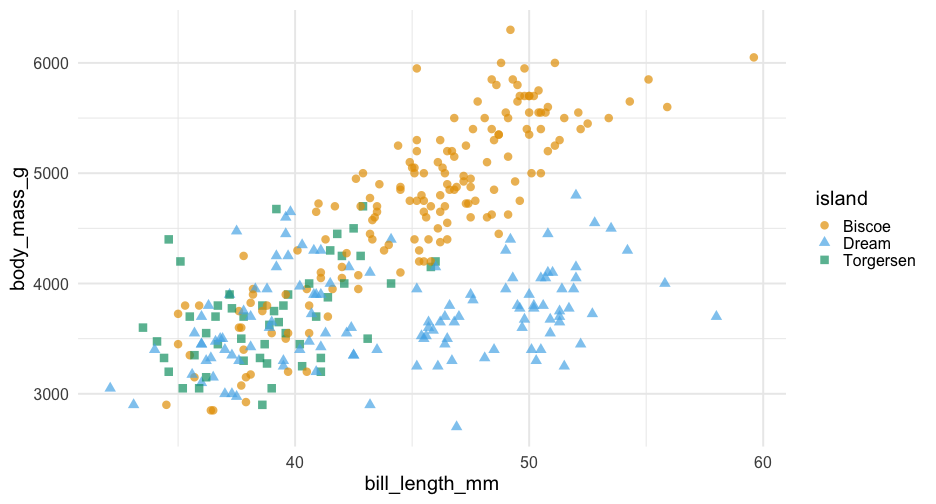 6000
5000
4000
3000
body_mass_g
40
50
60
bill_length_mm
island
Biscoe
Dream
Torgersen